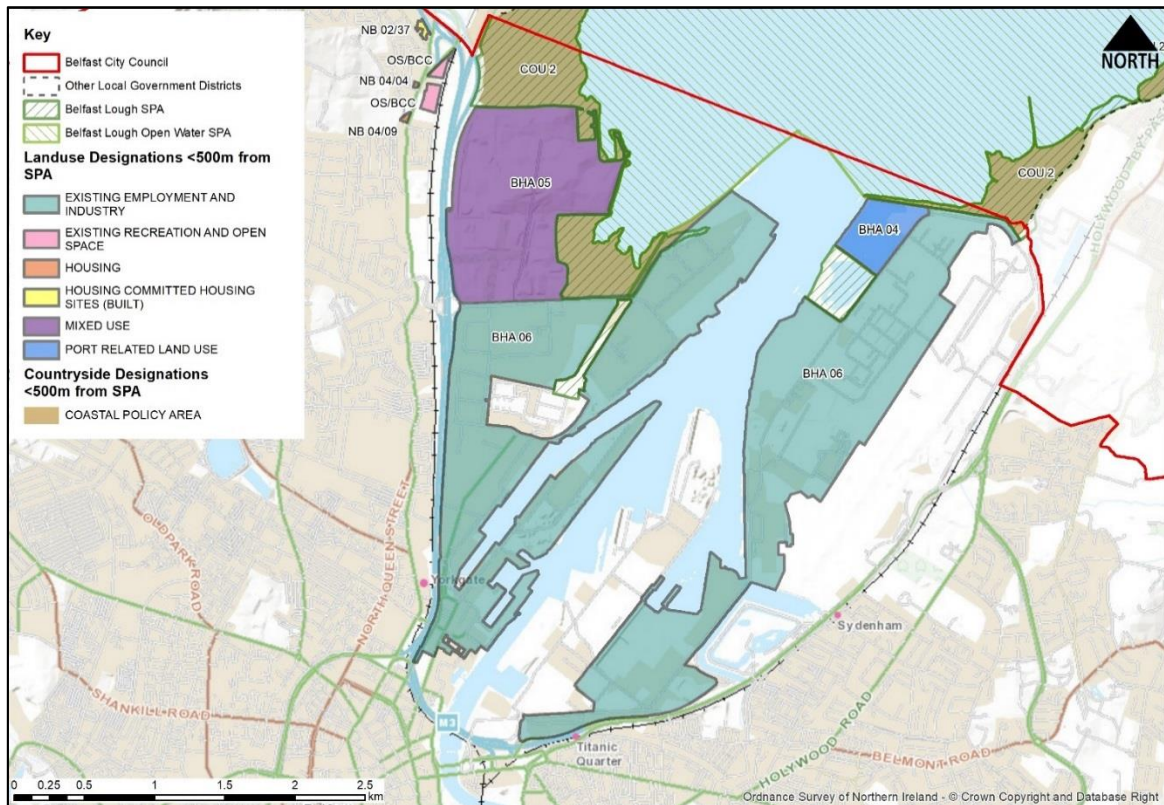 Key
Belfast City Council
Other Local Government Districts
Belfast Lough SPA
Belfast Lough Open Water SPA
Landuse Designations <500m from
SPA
EXISTING EMPLOYMENT AND
INDUSTRY
EXISTING RECREATION AND OPEN
SPACE
HOUSING
HOUSING COMMITTED HOUSING
SITES (BUILT)
MIXED USE
PORT RELATED LAND USE
Countryside Designations
<500m from SPA
COASTAL POLICY AREA
NB 02/37
OS/BCC
NB 04/04
OS/BCC
NB 04/09
COU 2
NORTH
2
COU 2
HOLYWOOD BY-PASS
BHA 05
BHA 04
BHA 06
BHA 06
OLDPARK ROAD
NORTH QUEEN STREET
Yorkgate
Sydenham
SHANKILL ROAD
M3
Titanic
Quarter
HOLYWOOD ROAD
BELMONT ROAD
0 0.25 0.5 1 1.5 2 2.5
km
Ordnance Survey of Northern Ireland - © Crown Copyright and Database Right